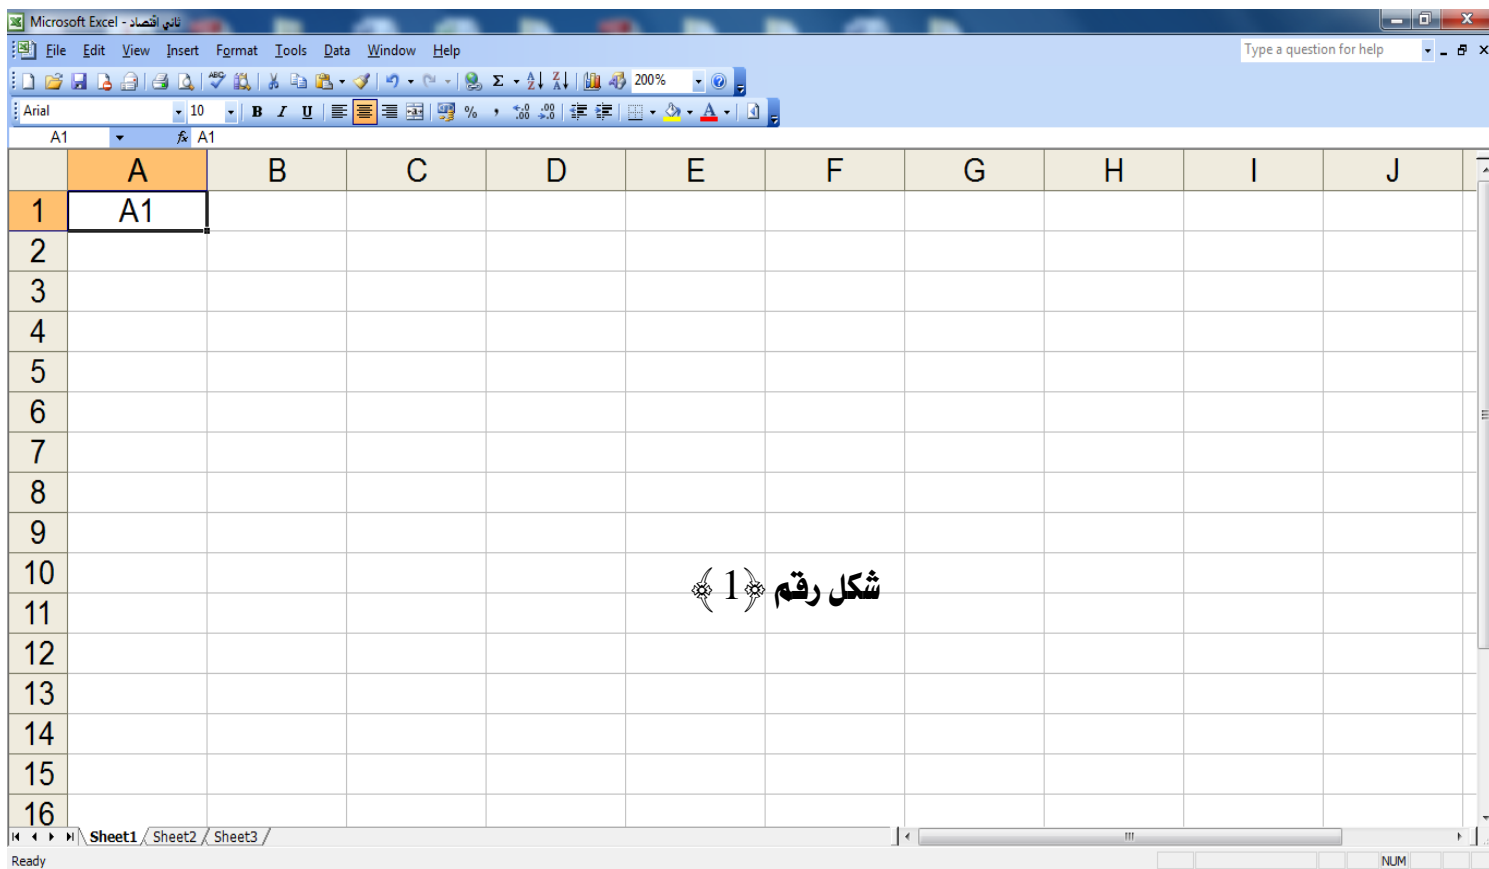 Microsoft Excel - ثاني اقتصاد
File Edit View Insert Format Tools Data Window Help Type a question for help
200%
Arial 10 B I U %
A1 fx A1
A B C D E F G H I J
1 A1
2
3
4
5
6
7
8
9
10
شكل رقم ﴿1﴾
11
12
13
14
15
16
Sheet1 Sheet2 Sheet3
Ready NUM